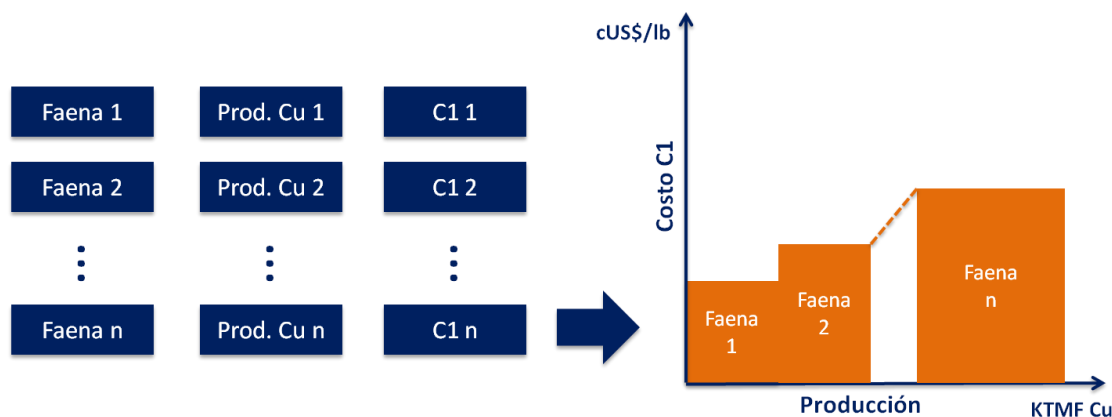 Faena 1
Prod. Cu 1
C1 1
Faena 2
Prod. Cu 2
C1 2
Faena n
Prod. Cu n
C1 n
cUS$/lb
Costo C1
Faena
1
Faena
2
Faena
n
Producción
KTMF Cu